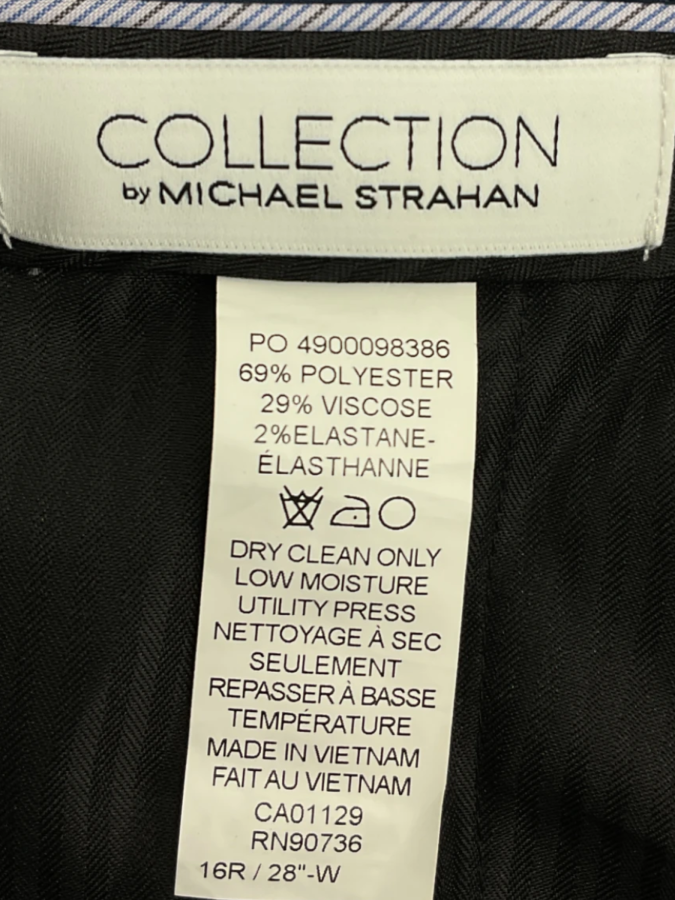 COLLECTION
by MICHAEL STRAHAN
PO 4900098386
69% POLYESTER
29% VISCOSE
2%ELASTANE-
ÉLASTHANNE
DRY CLEAN ONLY
LOW MOISTURE
UTILITY PRESS
NETTOYAGE À SEC
SEULEMENT
REPASSER À BASSE
TEMPÉRATURE
MADE IN VIETNAM
FAIT AU VIETNAM
CA01129
RN90736
16R / 28"-W